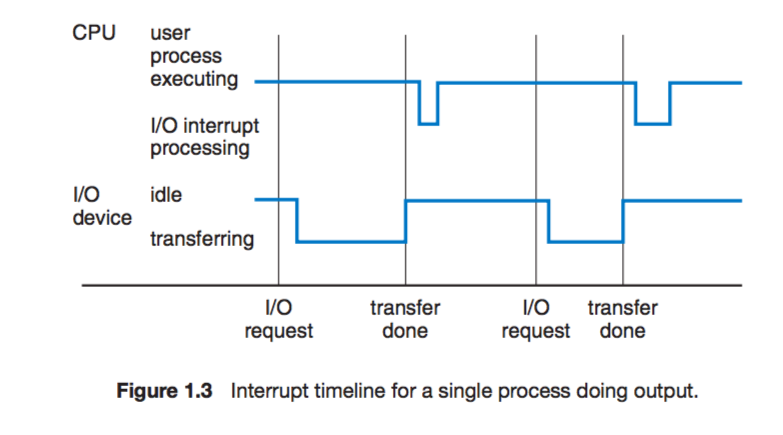 CPU
user
process
executing
I/O interrupt
processing
I/O
device
idle
transferring
I/O
request
transfer
done
I/O
request
transfer
done
Figure 1.3 Interrupt timeline for a single process doing output.